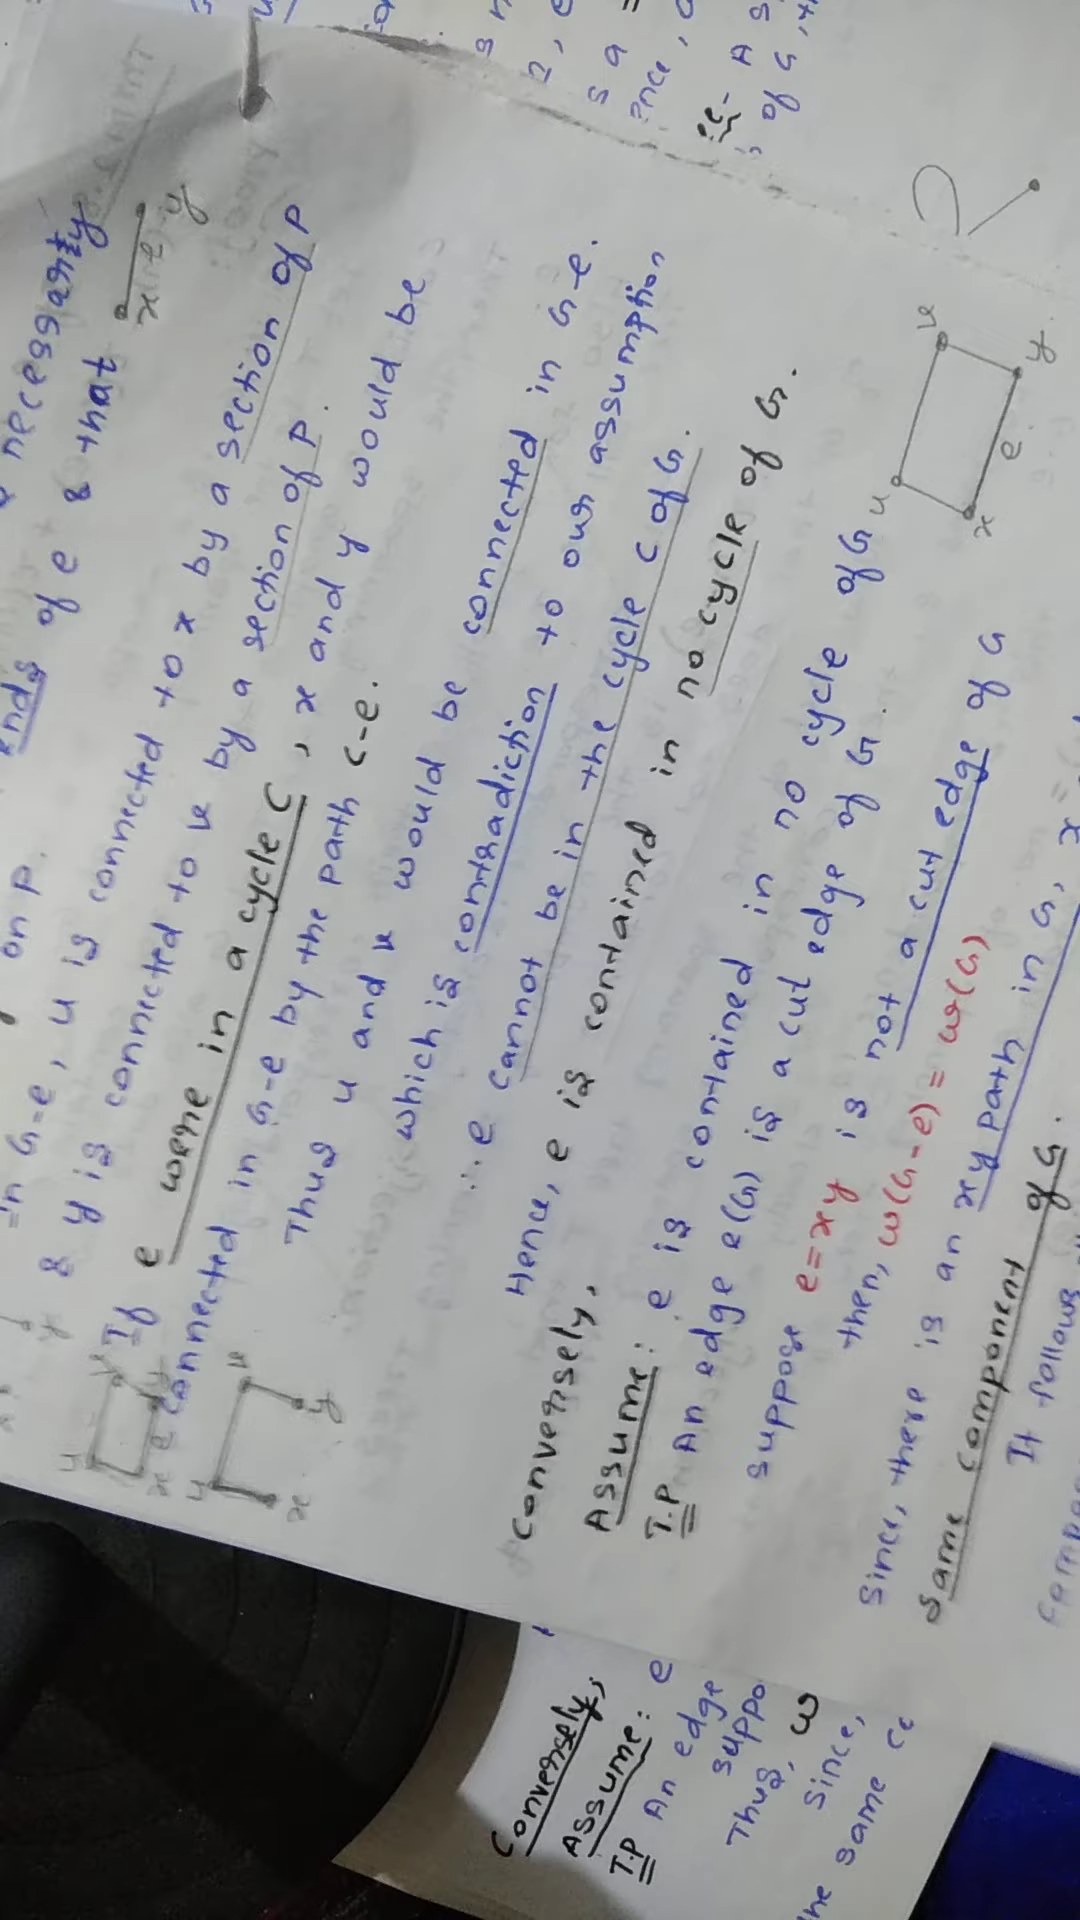 necessarily
ends of e & that
x e y
on P.
in G-e, u is connected to x by a section of P
& y is connected to v by a section of P.
If e were in a cycle C, x and y would be
connected in G-e by the path C-e.
Thus u and v would be connected in G-e.
which is contradiction to our assumption
∴ e cannot be in the cycle C of G.
Hence, e is contained in no cycle of G.
Conversely,
Assume: e is contained in no cycle of G
T.P An edge e(G) is a cut edge of G.
Suppose e=xy is not a cut edge of G
then, w(G-e) = w(G)
Since, there is an xy path in G, x
Same component of G.
It follows
u
v
x e y
u
v
x
y
u
v
x
e
y
Conversely,
Assume: e
T.P An edge
Suppo
Thus, w
Since,
same